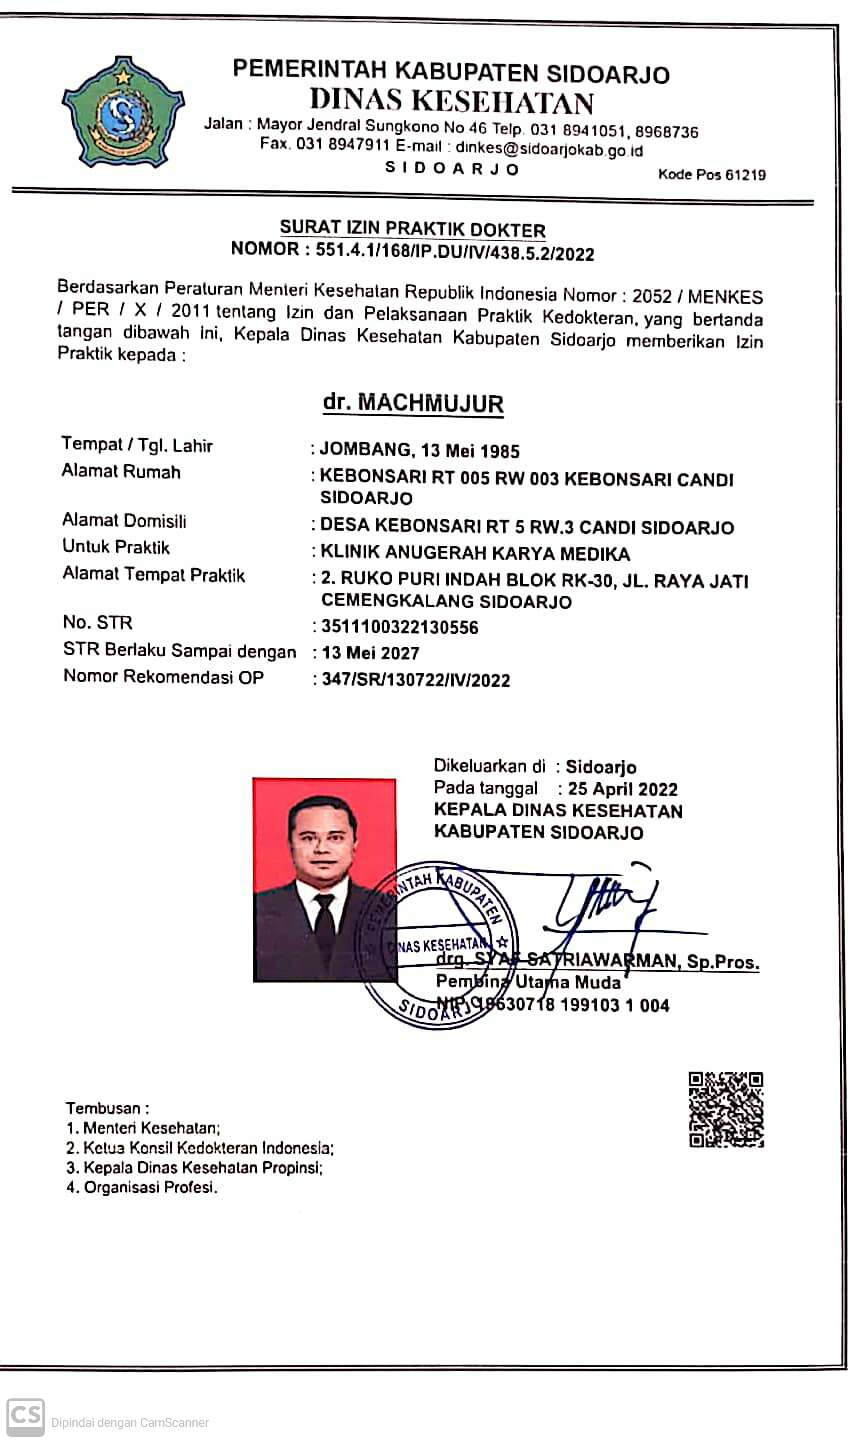 PEMERINTAH KABUPATEN SIDOARJO
DINAS KESEHATAN
Jalan : Mayor Jendral Sungkono No 46 Telp. 031 8941051, 8968736
Fax. 031 8947911 E-mail : dinkes@sidoarjokab.go.id
S I D O A R J O
Kode Pos 61219
SURAT IZIN PRAKTIK DOKTER
NOMOR : 551.4.1/168/IP.DU/IV/438.5.2/2022
Berdasarkan Peraturan Menteri Kesehatan Republik Indonesia Nomor : 2052 / MENKES
/ PER / X / 2011 tentang Izin dan Pelaksanaan Praktik Kedokteran, yang bertanda
tangan dibawah ini, Kepala Dinas Kesehatan Kabupaten Sidoarjo memberikan Izin
Praktik kepada :
dr. MACHMUJUR
Tempat / Tgl. Lahir : JOMBANG, 13 Mei 1985
Alamat Rumah : KEBONSARI RT 005 RW 003 KEBONSARI CANDI
SIDOARJO
Alamat Domisili : DESA KEBONSARI RT 5 RW.3 CANDI SIDOARJO
Untuk Praktik : KLINIK ANUGERAH KARYA MEDIKA
Alamat Tempat Praktik : 2. RUKO PURI INDAH BLOK RK-30, JL. RAYA JATI
CEMENGKALANG SIDOARJO
No. STR : 3511100322130556
STR Berlaku Sampai dengan : 13 Mei 2027
Nomor Rekomendasi OP : 347/SR/130722/IV/2022
Dikeluarkan di : Sidoarjo
Pada tanggal : 25 April 2022
KEPALA DINAS KESEHATAN
KABUPATEN SIDOARJO
PEMERINTAH KABUPATEN
DINAS KESEHATAN
SIDOARJO
drg. SYAF SATRIAWARMAN, Sp.Pros.
Pembina Utama Muda
NIP. 19630718 199103 1 004
Tembusan :
1. Menteri Kesehatan;
2. Ketua Konsil Kedokteran Indonesia;
3. Kepala Dinas Kesehatan Propinsi;
4. Organisasi Profesi.
CS Dipindai dengan CamScanner